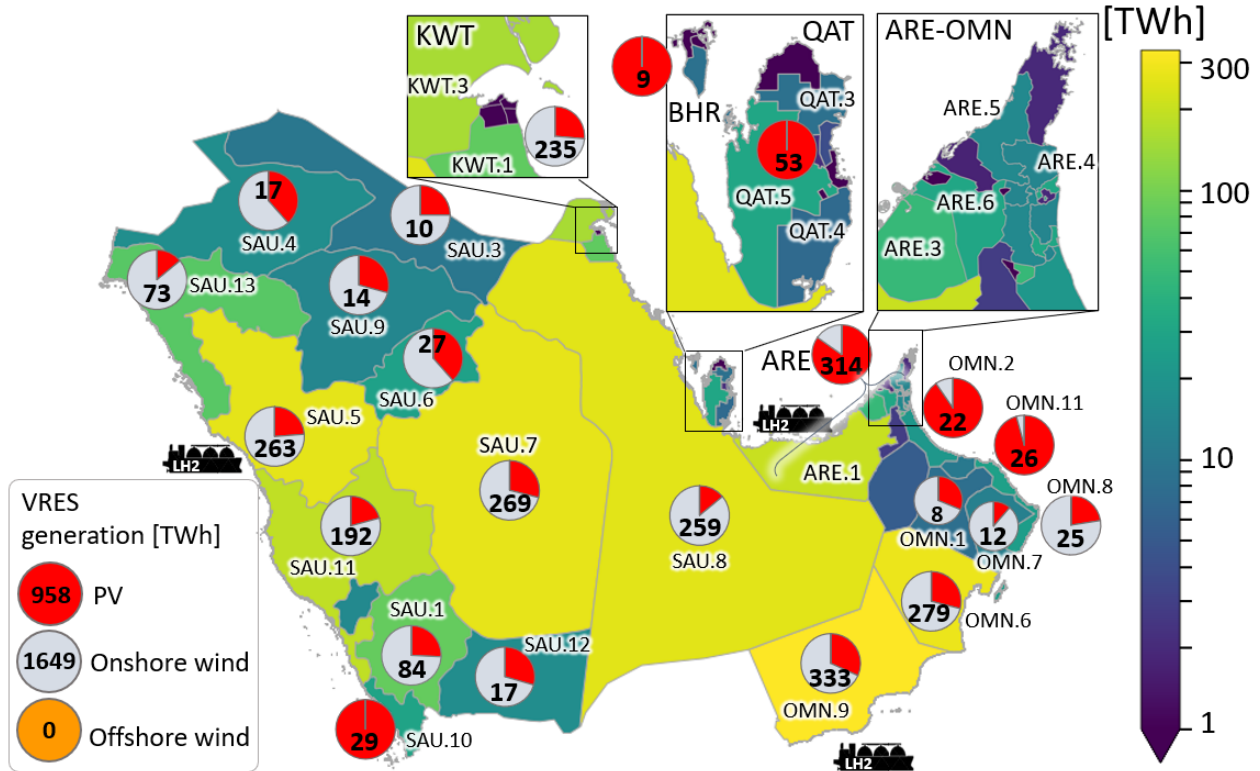 KWT
KWT.3
KWT.1
235
9
BHR
QAT
QAT.3
53
QAT.5
QAT.4
ARE-OMN
ARE.5
ARE.4
ARE.6
ARE.3
[TWh]
300
100
10
1
17
SAU.4
10
SAU.3
73
SAU.13
14
SAU.9
27
SAU.6
ARE
314
OMN.2
22
OMN.11
26
263
SAU.5
LH2
SAU.7
269
LH2
ARE.1
259
SAU.8
8
OMN.1
12
OMN.7
OMN.8
25
192
SAU.11
279
OMN.6
SAU.1
84
SAU.12
17
333
OMN.9
29
SAU.10
LH2
VRES
generation [TWh]
958 PV
1649 Onshore wind
0 Offshore wind